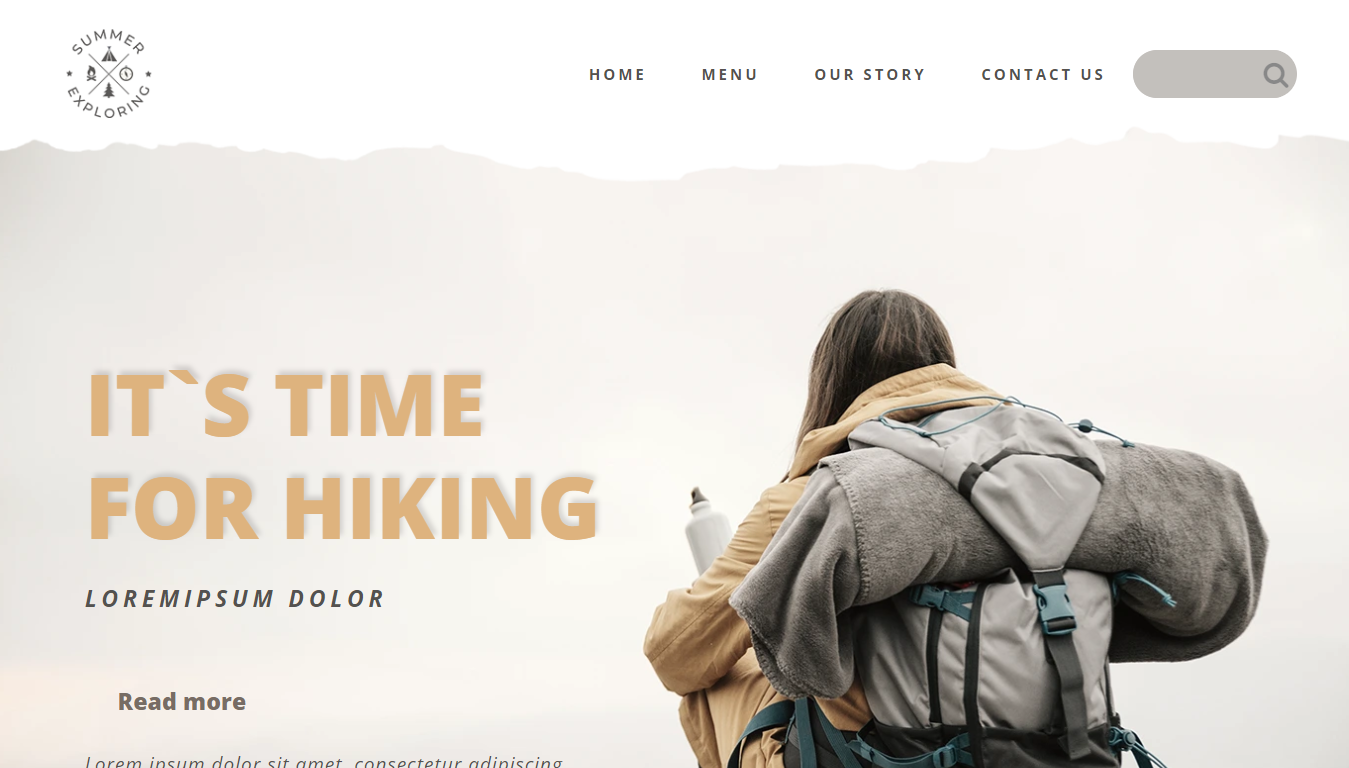 SUMMER
EXPLORING
HOME MENU OUR STORY CONTACT US
IT`S TIME
FOR HIKING
LOREMIPSUM DOLOR
Read more
Lorem ipsum dolor sit amet, consectetur adipiscing